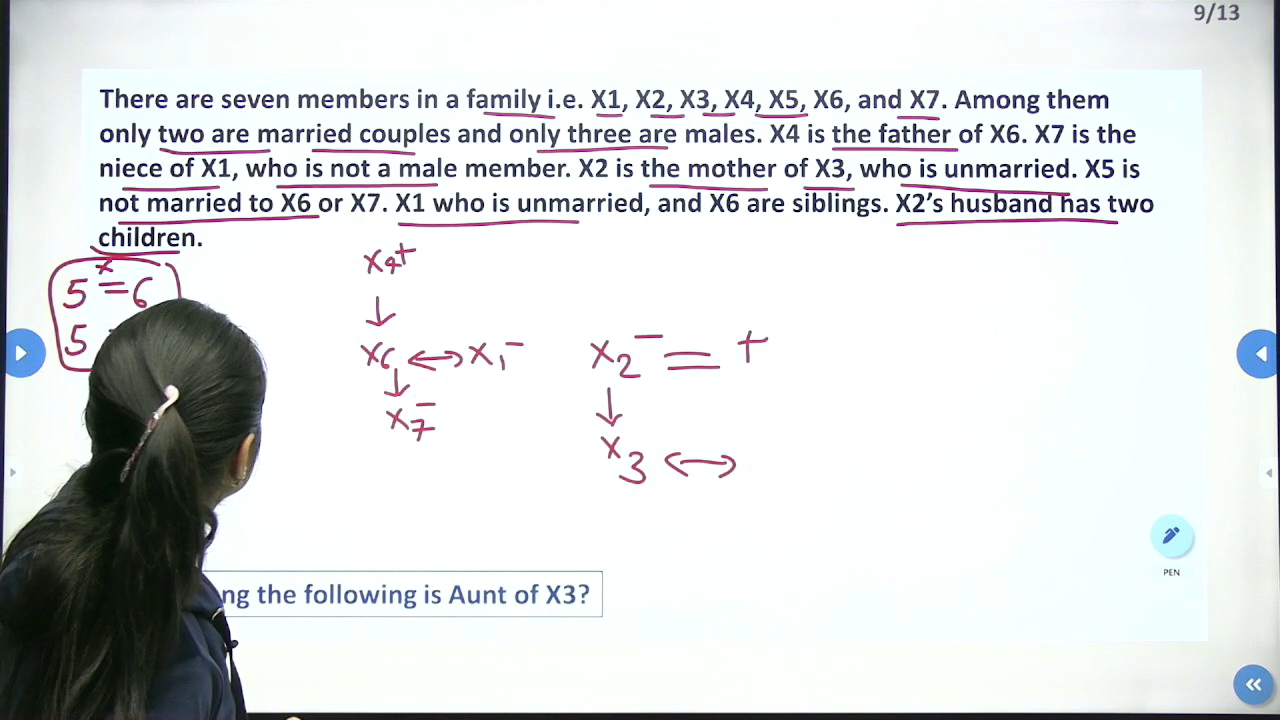 9/13
There are seven members in a family i.e. X1, X2, X3, X4, X5, X6, and X7. Among them
only two are married couples and only three are males. X4 is the father of X6. X7 is the
niece of X1, who is not a male member. X2 is the mother of X3, who is unmarried. X5 is
not married to X6 or X7. X1 who is unmarried, and X6 are siblings. X2's husband has two
children.
x4+
x
5 = 6
5
↓
x6 ↔ x1-
x2- = +
↓
x7-
↓
x3 ↔
PEN
the following is Aunt of X3?